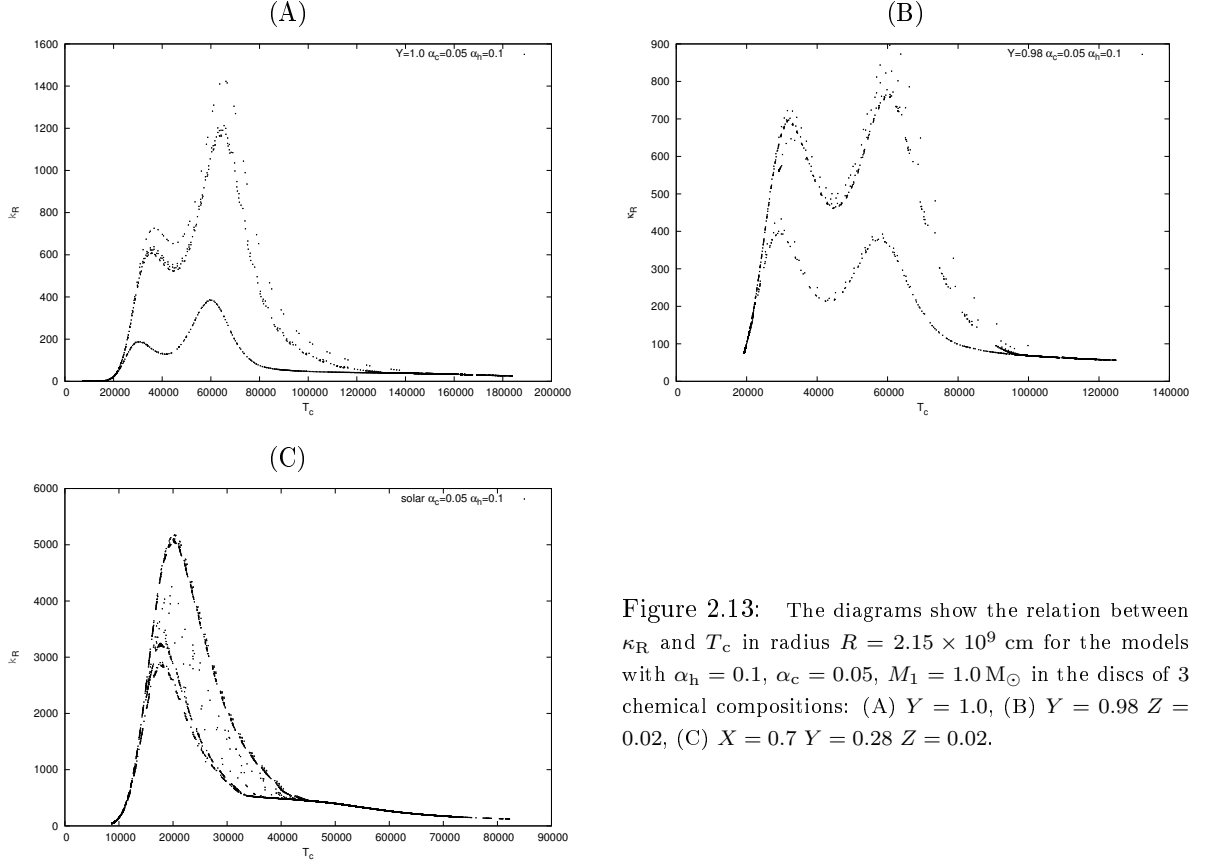 (A)
1600
1400
1200
1000
800
600
400
200
0
κR
Y=1.0 αc=0.05 αh=0.1
0 20000 40000 60000 80000 100000 120000 140000 160000 180000 200000
Tc
(B)
900
800
700
600
500
400
300
200
100
0
κR
Y=0.98 αc=0.05 αh=0.1
0 20000 40000 60000 80000 100000 120000 140000
Tc
(C)
6000
5000
4000
3000
2000
1000
0
κR
solar αc=0.05 αh=0.1
0 10000 20000 30000 40000 50000 60000 70000 80000 90000
Tc
Figure 2.13: The diagrams show the relation between
κR and Tc in radius R = 2.15 × 10⁹ cm for the models
with αh = 0.1, αc = 0.05, M1 = 1.0 M⊙ in the discs of 3
chemical compositions: (A) Y = 1.0, (B) Y = 0.98 Z =
0.02, (C) X = 0.7 Y = 0.28 Z = 0.02.